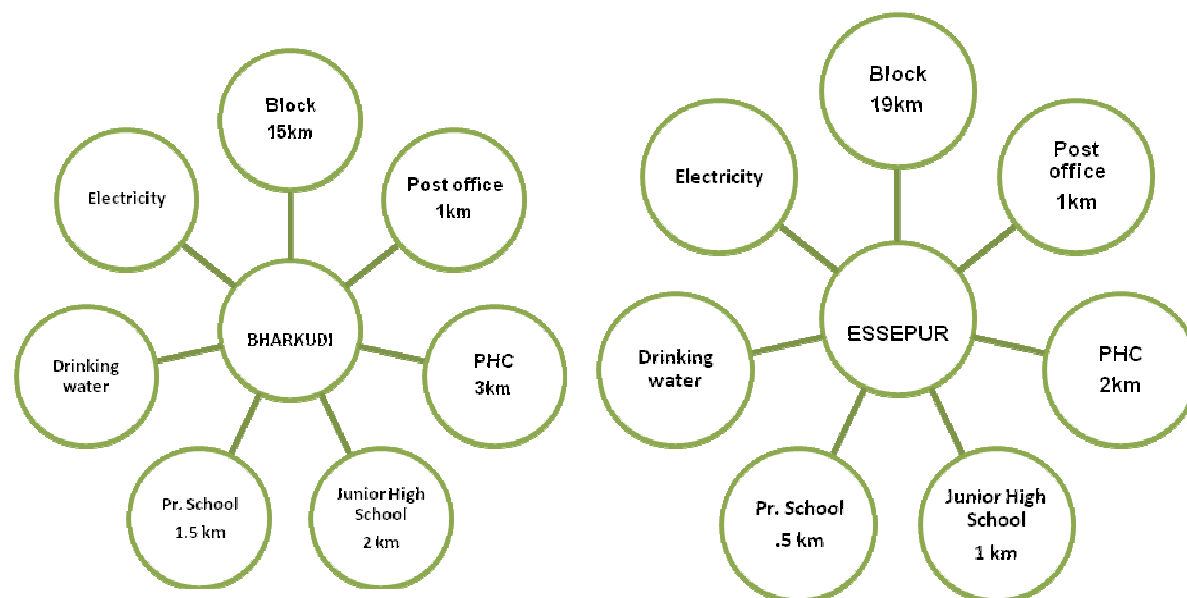 Block
15km
Post office
1km
Electricity
BHARKUDI
Drinking
water
PHC
3km
Pr. School
1.5 km
Junior High
School
2 km
Block
19km
Post
office
1km
Electricity
ESSEPUR
Drinking
water
PHC
2km
Pr. School
.5 km
Junior High
School
1 km